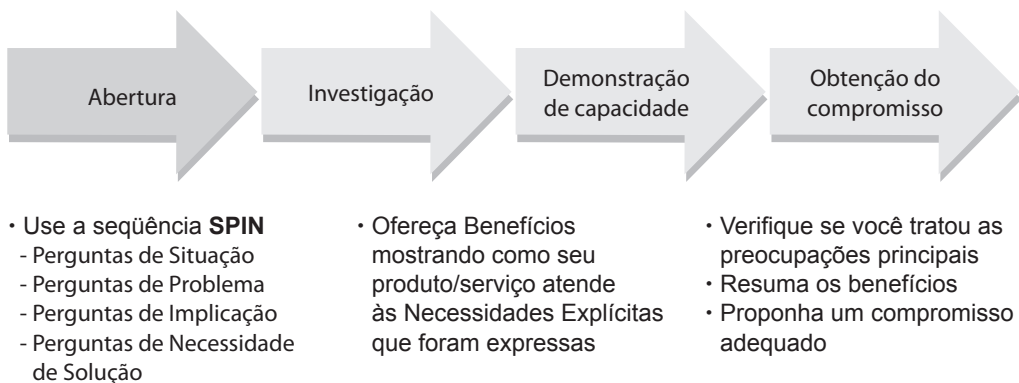 Abertura
Investigação
Demonstração
de capacidade
Obtenção do
compromisso
· Use a seqüência SPIN
- Perguntas de Situação
- Perguntas de Problema
- Perguntas de Implicação
- Perguntas de Necessidade
de Solução
· Ofereça Benefícios
mostrando como seu
produto/serviço atende
às Necessidades Explícitas
que foram expressas
· Verifique se você tratou as
preocupações principais
· Resuma os benefícios
· Proponha um compromisso
adequado